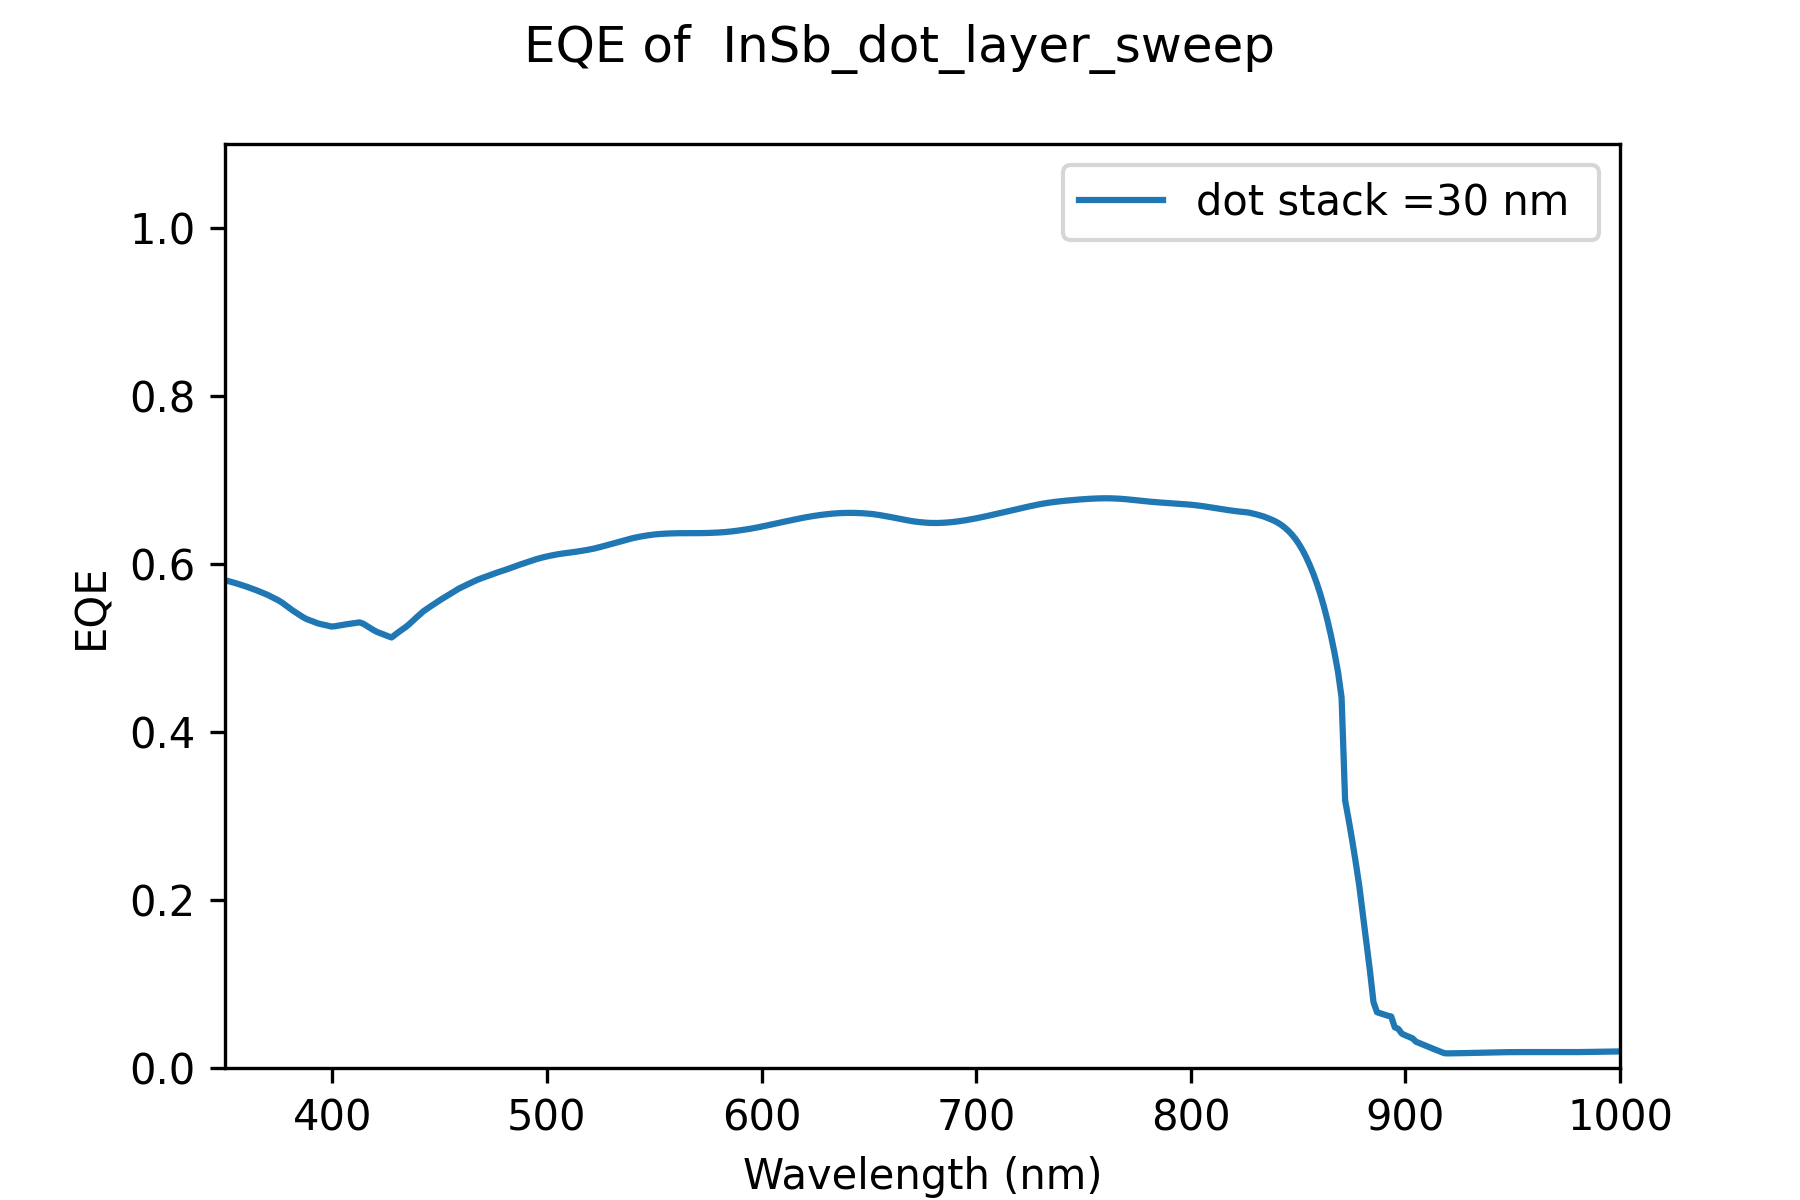 EQE of  InSb_dot_layer_sweep
dot stack =30 nm
1.0
0.8
0.6
0.4
0.2
0.0
EQE
400 500 600 700 800 900 1000
Wavelength (nm)